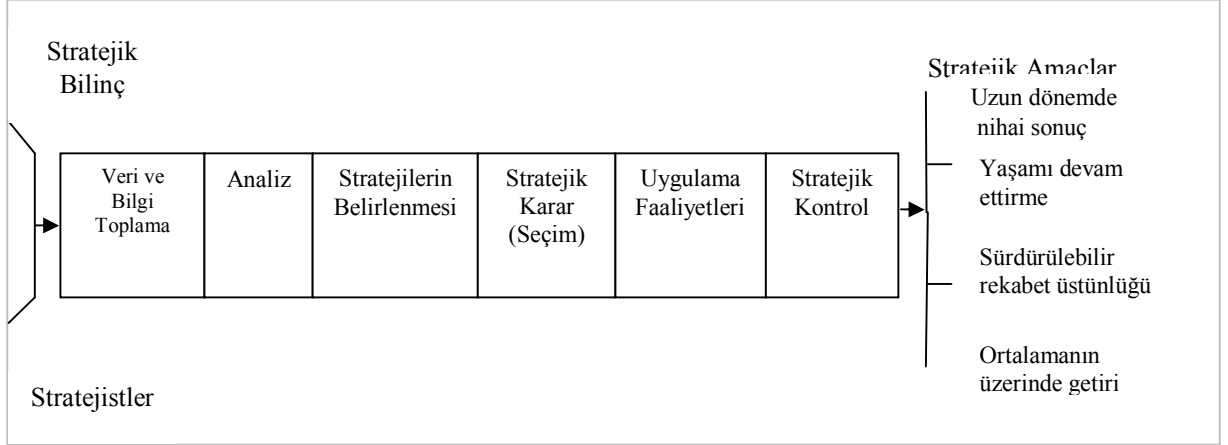 Stratejik
Bilinç
Stratejistler
Veri ve
Bilgi
Toplama
Analiz
Stratejilerin
Belirlenmesi
Stratejik
Karar
(Seçim)
Uygulama
Faaliyetleri
Stratejik
Kontrol
Stratejik Amaçlar
Uzun dönemde
nihai sonuç
Yaşamı devam
ettirme
Sürdürülebilir
rekabet üstünlüğü
Ortalamanın
üzerinde getiri